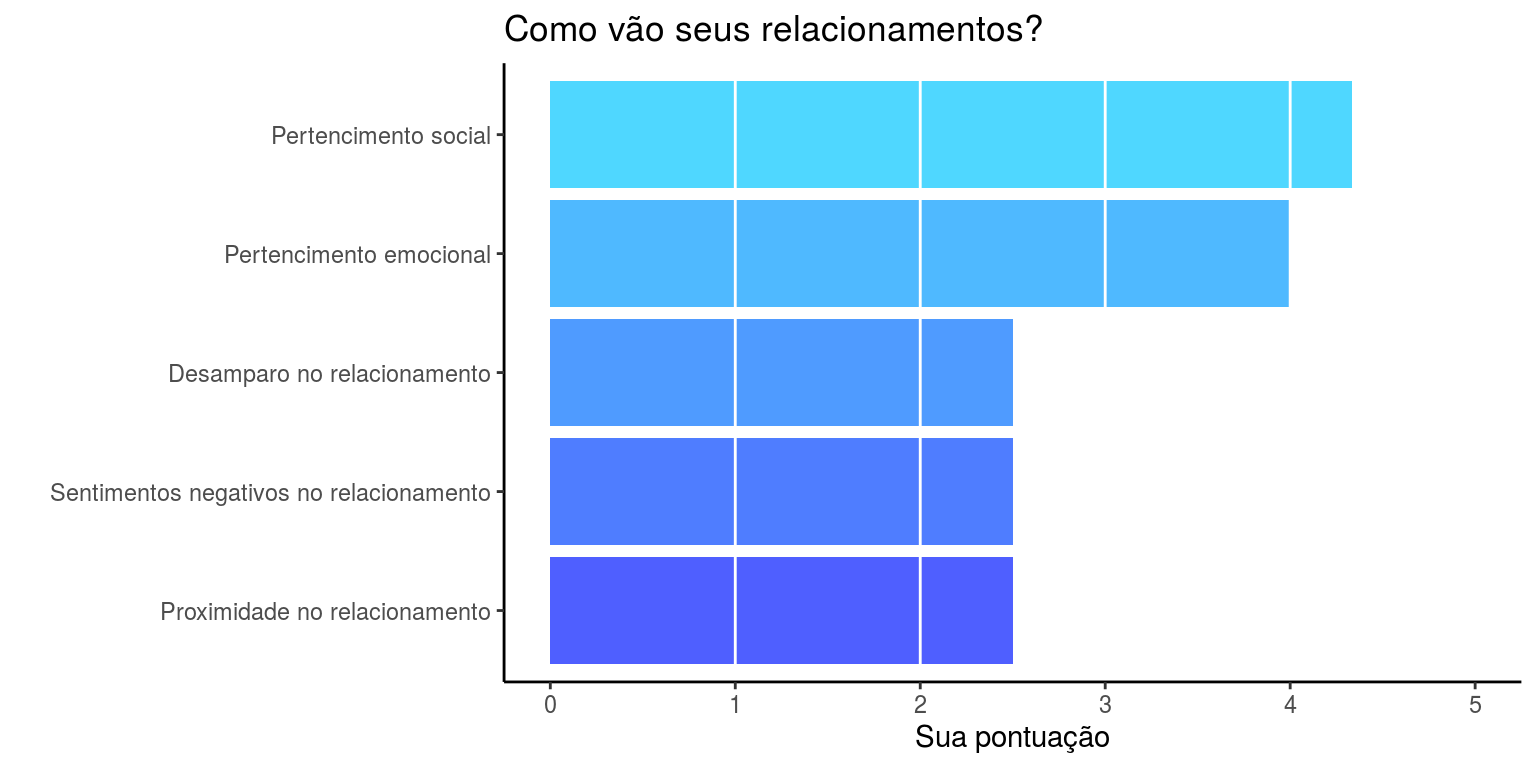 Como vão seus relacionamentos?
Pertencimento social
Pertencimento emocional
Desamparo no relacionamento
Sentimentos negativos no relacionamento
Proximidade no relacionamento
0 1 2 3 4 5
Sua pontuação